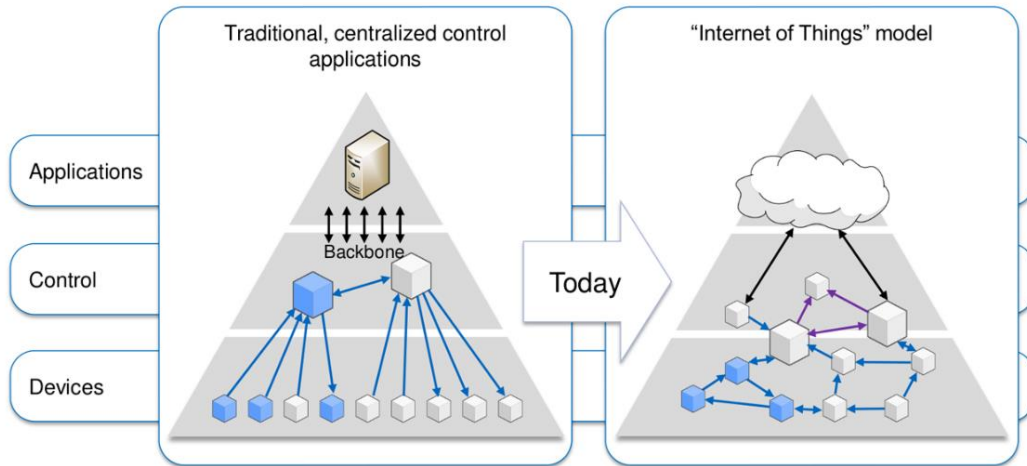 Traditional, centralized control
applications
“Internet of Things” model
Applications
Backbone
Control
Today
Devices